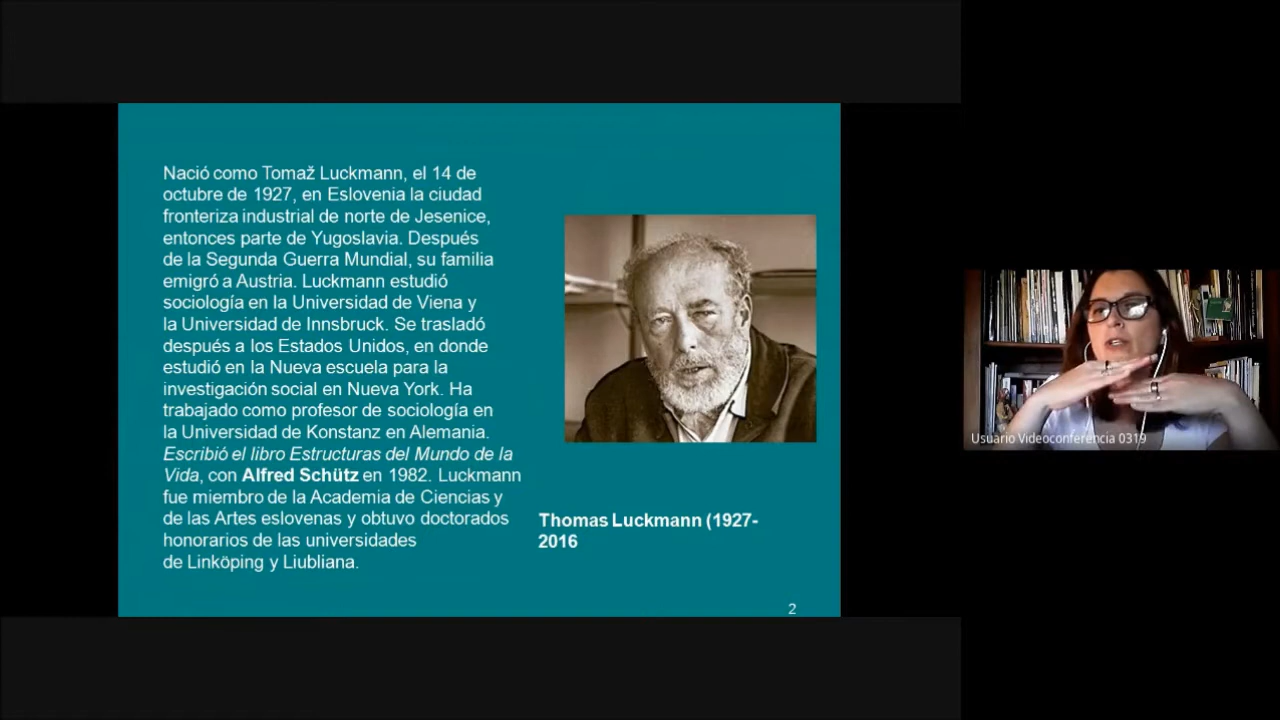 Nació como Tomaž Luckmann, el 14 de
octubre de 1927, en Eslovenia la ciudad
fronteriza industrial de norte de Jesenice,
entonces parte de Yugoslavia. Después
de la Segunda Guerra Mundial, su familia
emigró a Austria. Luckmann estudió
sociología en la Universidad de Viena y
la Universidad de Innsbruck. Se trasladó
después a los Estados Unidos, en donde
estudió en la Nueva escuela para la
investigación social en Nueva York. Ha
trabajado como profesor de sociología en
la Universidad de Konstanz en Alemania.
Escribió el libro Estructuras del Mundo de la
Vida, con Alfred Schütz en 1982. Luckmann
fue miembro de la Academia de Ciencias y
de las Artes eslovenas y obtuvo doctorados
honorarios de las universidades
de Linköping y Liubliana.
Thomas Luckmann (1927-
2016
2
Usuario Videoconferencia 0319